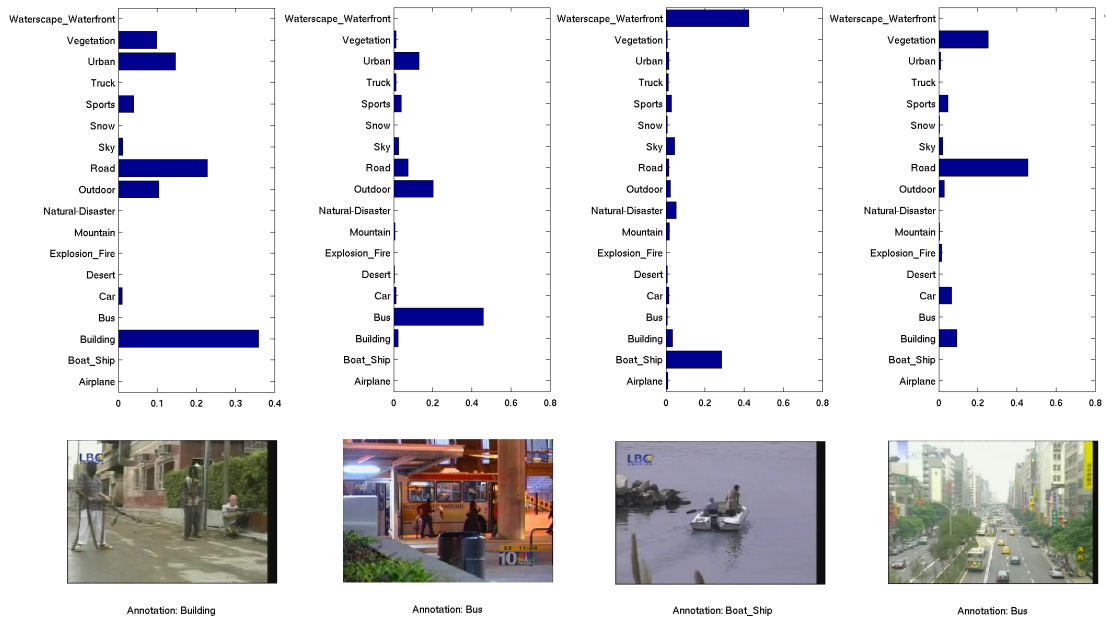 Waterscape_Waterfront
Vegetation
Urban
Truck
Sports
Snow
Sky
Road
Outdoor
Natural-Disaster
Mountain
Explosion_Fire
Desert
Car
Bus
Building
Boat_Ship
Airplane
0 0.1 0.2 0.3 0.4
Waterscape_Waterfront
Vegetation
Urban
Truck
Sports
Snow
Sky
Road
Outdoor
Natural-Disaster
Mountain
Explosion_Fire
Desert
Car
Bus
Building
Boat_Ship
Airplane
0 0.2 0.4 0.6 0.8
Waterscape_Waterfront
Vegetation
Urban
Truck
Sports
Snow
Sky
Road
Outdoor
Natural-Disaster
Mountain
Explosion_Fire
Desert
Car
Bus
Building
Boat_Ship
Airplane
0 0.2 0.4 0.6 0.8
Waterscape_Waterfront
Vegetation
Urban
Truck
Sports
Snow
Sky
Road
Outdoor
Natural-Disaster
Mountain
Explosion_Fire
Desert
Car
Bus
Building
Boat_Ship
Airplane
0 0.2 0.4 0.6 0.8
LBC
10
LBC
Annotation: Building
Annotation: Bus
Annotation: Boat_Ship
Annotation: Bus